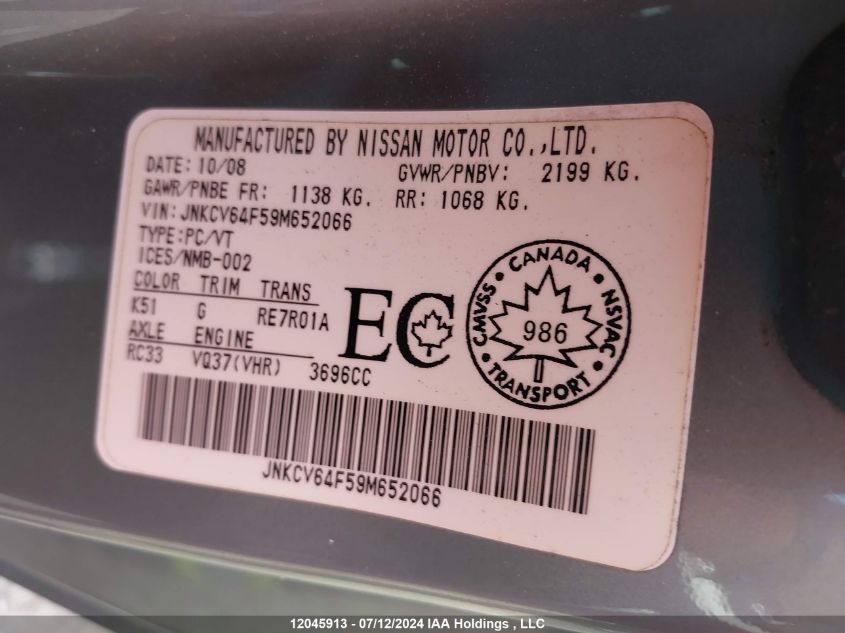 MANUFACTURED BY NISSAN MOTOR CO.,LTD.
DATE: 10/08 GVWR/PNBV: 2199 KG.
GAWR/PNBE FR: 1138 KG. RR: 1068 KG.
VIN: JNKCV64F59M652066
TYPE:PC/VT
ICES/NMB-002
COLOR TRIM TRANS
K51 G RE7R01A
AXLE ENGINE
RC33 VQ37(VHR) 3696CC
EC
CANADA
CMVSS NSVAC
986
TRANSPORT
JNKCV64F59M652066
12045913 - 07/12/2024 IAA Holdings , LLC